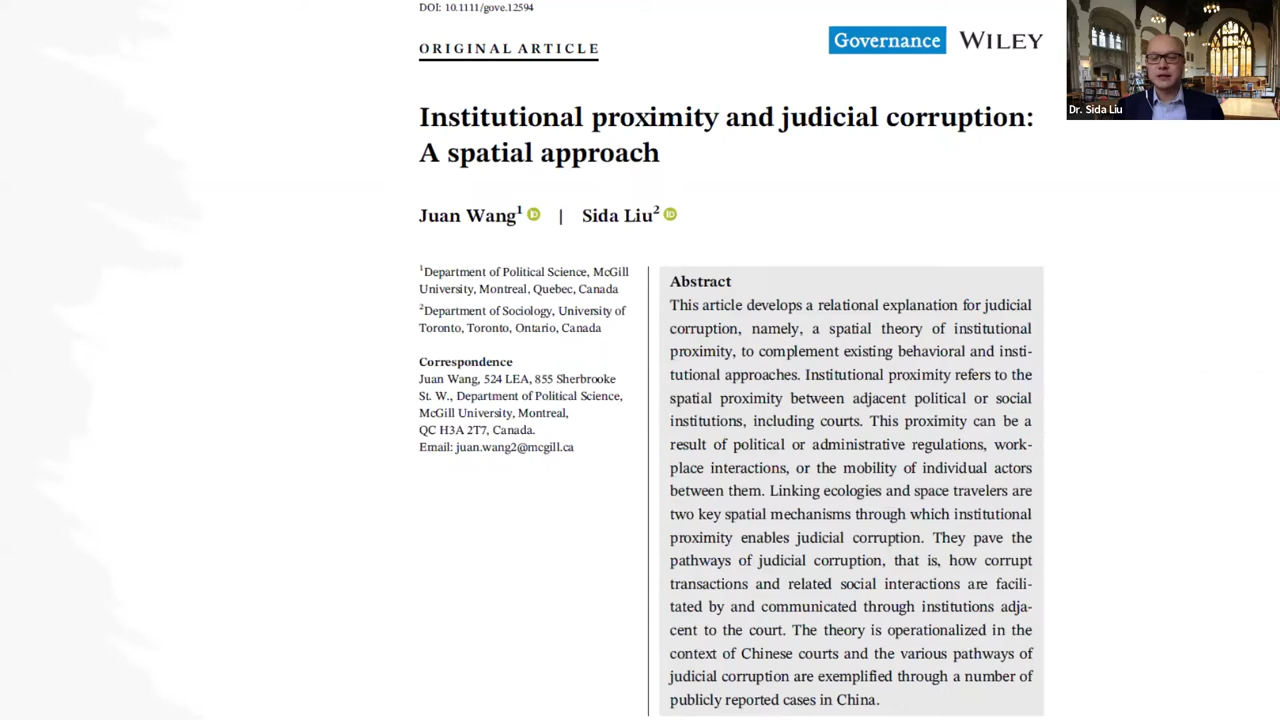 DOI: 10.1111/gove.12594
ORIGINAL ARTICLE
Governance WILEY
Dr. Sida Liu
Institutional proximity and judicial corruption:
A spatial approach
Juan Wang1 iD | Sida Liu2 iD
1Department of Political Science, McGill
University, Montreal, Quebec, Canada
2Department of Sociology, University of
Toronto, Toronto, Ontario, Canada
Correspondence
Juan Wang, 524 LEA, 855 Sherbrooke
St. W., Department of Political Science,
McGill University, Montreal,
QC H3A 2T7, Canada.
Email: juan.wang2@mcgill.ca
Abstract
This article develops a relational explanation for judicial
corruption, namely, a spatial theory of institutional
proximity, to complement existing behavioral and insti-
tutional approaches. Institutional proximity refers to the
spatial proximity between adjacent political or social
institutions, including courts. This proximity can be a
result of political or administrative regulations, work-
place interactions, or the mobility of individual actors
between them. Linking ecologies and space travelers are
two key spatial mechanisms through which institutional
proximity enables judicial corruption. They pave the
pathways of judicial corruption, that is, how corrupt
transactions and related social interactions are facili-
tated by and communicated through institutions adja-
cent to the court. The theory is operationalized in the
context of Chinese courts and the various pathways of
judicial corruption are exemplified through a number of
publicly reported cases in China.